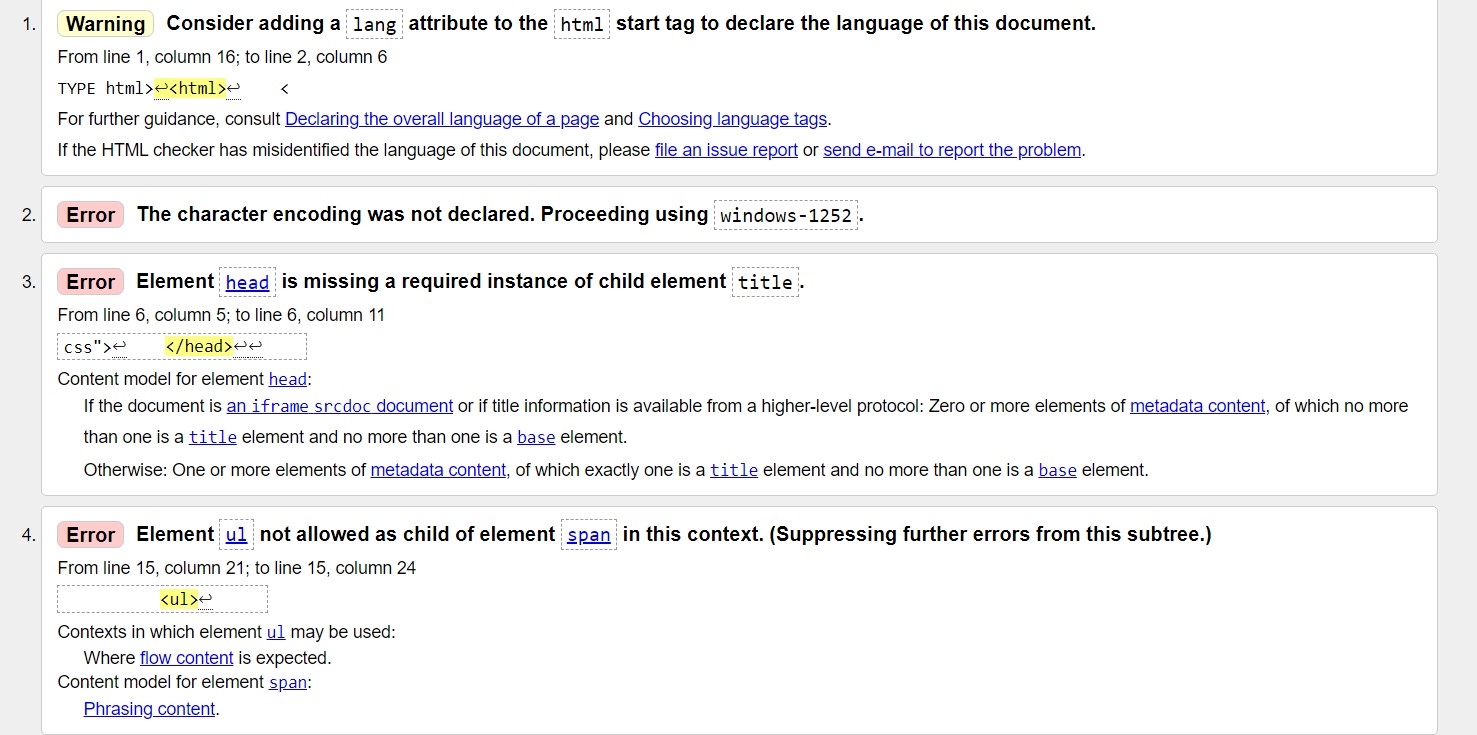 1. Warning Consider adding a lang attribute to the html start tag to declare the language of this document.
From line 1, column 16; to line 2, column 6
TYPE html>↩<html>↩    <
For further guidance, consult Declaring the overall language of a page and Choosing language tags.
If the HTML checker has misidentified the language of this document, please file an issue report or send e-mail to report the problem.
2. Error The character encoding was not declared. Proceeding using windows-1252.
3. Error Element head is missing a required instance of child element title.
From line 6, column 5; to line 6, column 11
css">↩    </head>↩↩
Content model for element head:
If the document is an iframe srcdoc document or if title information is available from a higher-level protocol: Zero or more elements of metadata content, of which no more
than one is a title element and no more than one is a base element.
Otherwise: One or more elements of metadata content, of which exactly one is a title element and no more than one is a base element.
4. Error Element ul not allowed as child of element span in this context. (Suppressing further errors from this subtree.)
From line 15, column 21; to line 15, column 24
<ul>↩
Contexts in which element ul may be used:
Where flow content is expected.
Content model for element span:
Phrasing content.